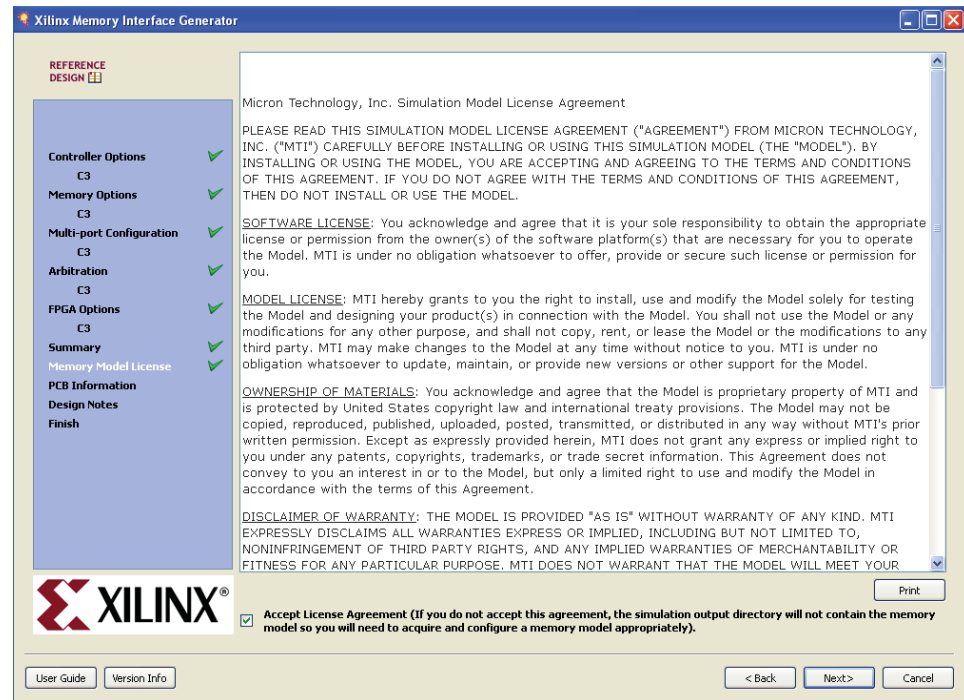 Xilinx Memory Interface Generator
REFERENCE
DESIGN
Controller Options
C3
Memory Options
C3
Multi-port Configuration
C3
Arbitration
C3
FPGA Options
C3
Summary
Memory Model License
PCB Information
Design Notes
Finish
XILINX®
Micron Technology, Inc. Simulation Model License Agreement
PLEASE READ THIS SIMULATION MODEL LICENSE AGREEMENT ("AGREEMENT") FROM MICRON TECHNOLOGY,
INC. ("MTI") CAREFULLY BEFORE INSTALLING OR USING THIS SIMULATION MODEL (THE "MODEL"). BY
INSTALLING OR USING THE MODEL, YOU ARE ACCEPTING AND AGREEING TO THE TERMS AND CONDITIONS
OF THIS AGREEMENT. IF YOU DO NOT AGREE WITH THE TERMS AND CONDITIONS OF THIS AGREEMENT,
THEN DO NOT INSTALL OR USE THE MODEL.
SOFTWARE LICENSE: You acknowledge and agree that it is your sole responsibility to obtain the appropriate
license or permission from the owner(s) of the software platform(s) that are necessary for you to operate
the Model. MTI is under no obligation whatsoever to offer, provide or secure such license or permission for
you.
MODEL LICENSE: MTI hereby grants to you the right to install, use and modify the Model solely for testing
the Model and designing your product(s) in connection with the Model. You shall not use the Model or any
modifications for any other purpose, and shall not copy, rent, or lease the Model or the modifications to any
third party. MTI may make changes to the Model at any time without notice to you. MTI is under no
obligation whatsoever to update, maintain, or provide new versions or other support for the Model.
OWNERSHIP OF MATERIALS: You acknowledge and agree that the Model is proprietary property of MTI and
is protected by United States copyright law and international treaty provisions. The Model may not be
copied, reproduced, published, uploaded, posted, transmitted, or distributed in any way without MTI's prior
written permission. Except as expressly provided herein, MTI does not grant any express or implied right to
you under any patents, copyrights, trademarks, or trade secret information. This Agreement does not
convey to you an interest in or to the Model, but only a limited right to use and modify the Model in
accordance with the terms of this Agreement.
DISCLAIMER OF WARRANTY: THE MODEL IS PROVIDED "AS IS" WITHOUT WARRANTY OF ANY KIND. MTI
EXPRESSLY DISCLAIMS ALL WARRANTIES EXPRESS OR IMPLIED, INCLUDING BUT NOT LIMITED TO,
NONINFRINGEMENT OF THIRD PARTY RIGHTS, AND ANY IMPLIED WARRANTIES OF MERCHANTABILITY OR
FITNESS FOR ANY PARTICULAR PURPOSE. MTI DOES NOT WARRANT THAT THE MODEL WILL MEET YOUR
Print
Accept License Agreement (If you do not accept this agreement, the simulation output directory will not contain the memory
model so you will need to acquire and configure a memory model appropriately).
User Guide
Version Info
< Back
Next>
Cancel